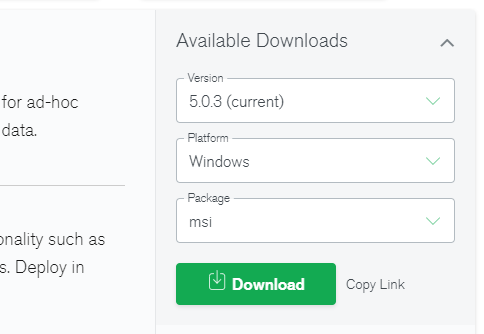 Available Downloads
Version
for ad-hoc
5.0.3 (current)
data.
Platform
Windows
Package
msi
onality such as
s. Deploy in
Download
Copy Link